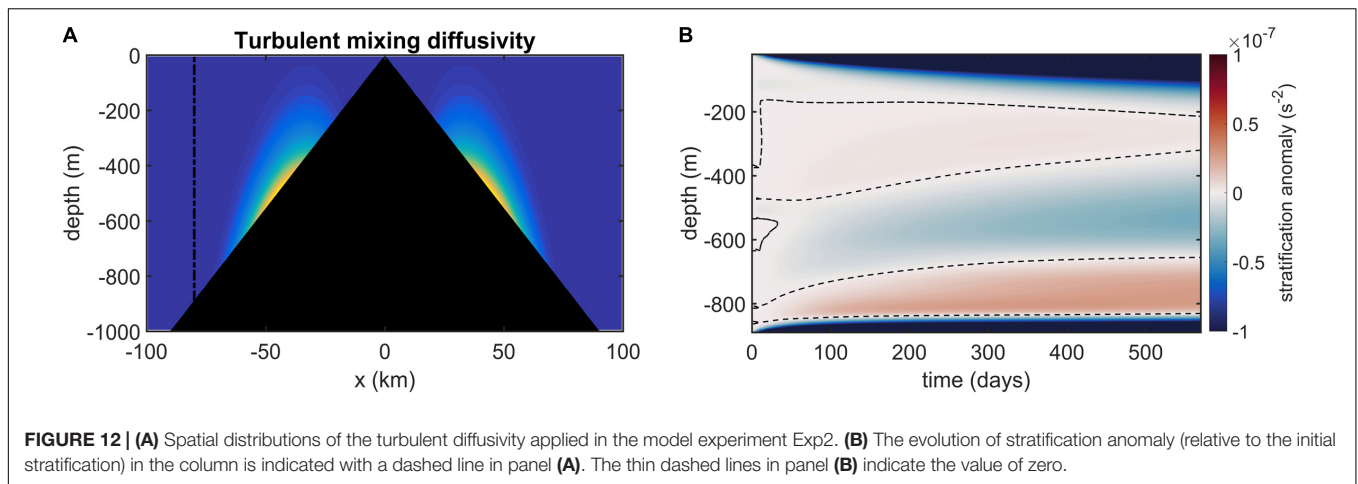 A
Turbulent mixing diffusivity
0
-200
-400
-600
-800
-1000
depth (m)
-100
-50
0
50
100
x (km)
B
-200
-400
-600
-800
depth (m)
0
100
200
300
400
500
time (days)
×10-7
1
0.5
0
-0.5
-1
stratification anomaly (s-2)
FIGURE 12 | (A) Spatial distributions of the turbulent diffusivity applied in the model experiment Exp2. (B) The evolution of stratification anomaly (relative to the initial
stratification) in the column is indicated with a dashed line in panel (A). The thin dashed lines in panel (B) indicate the value of zero.